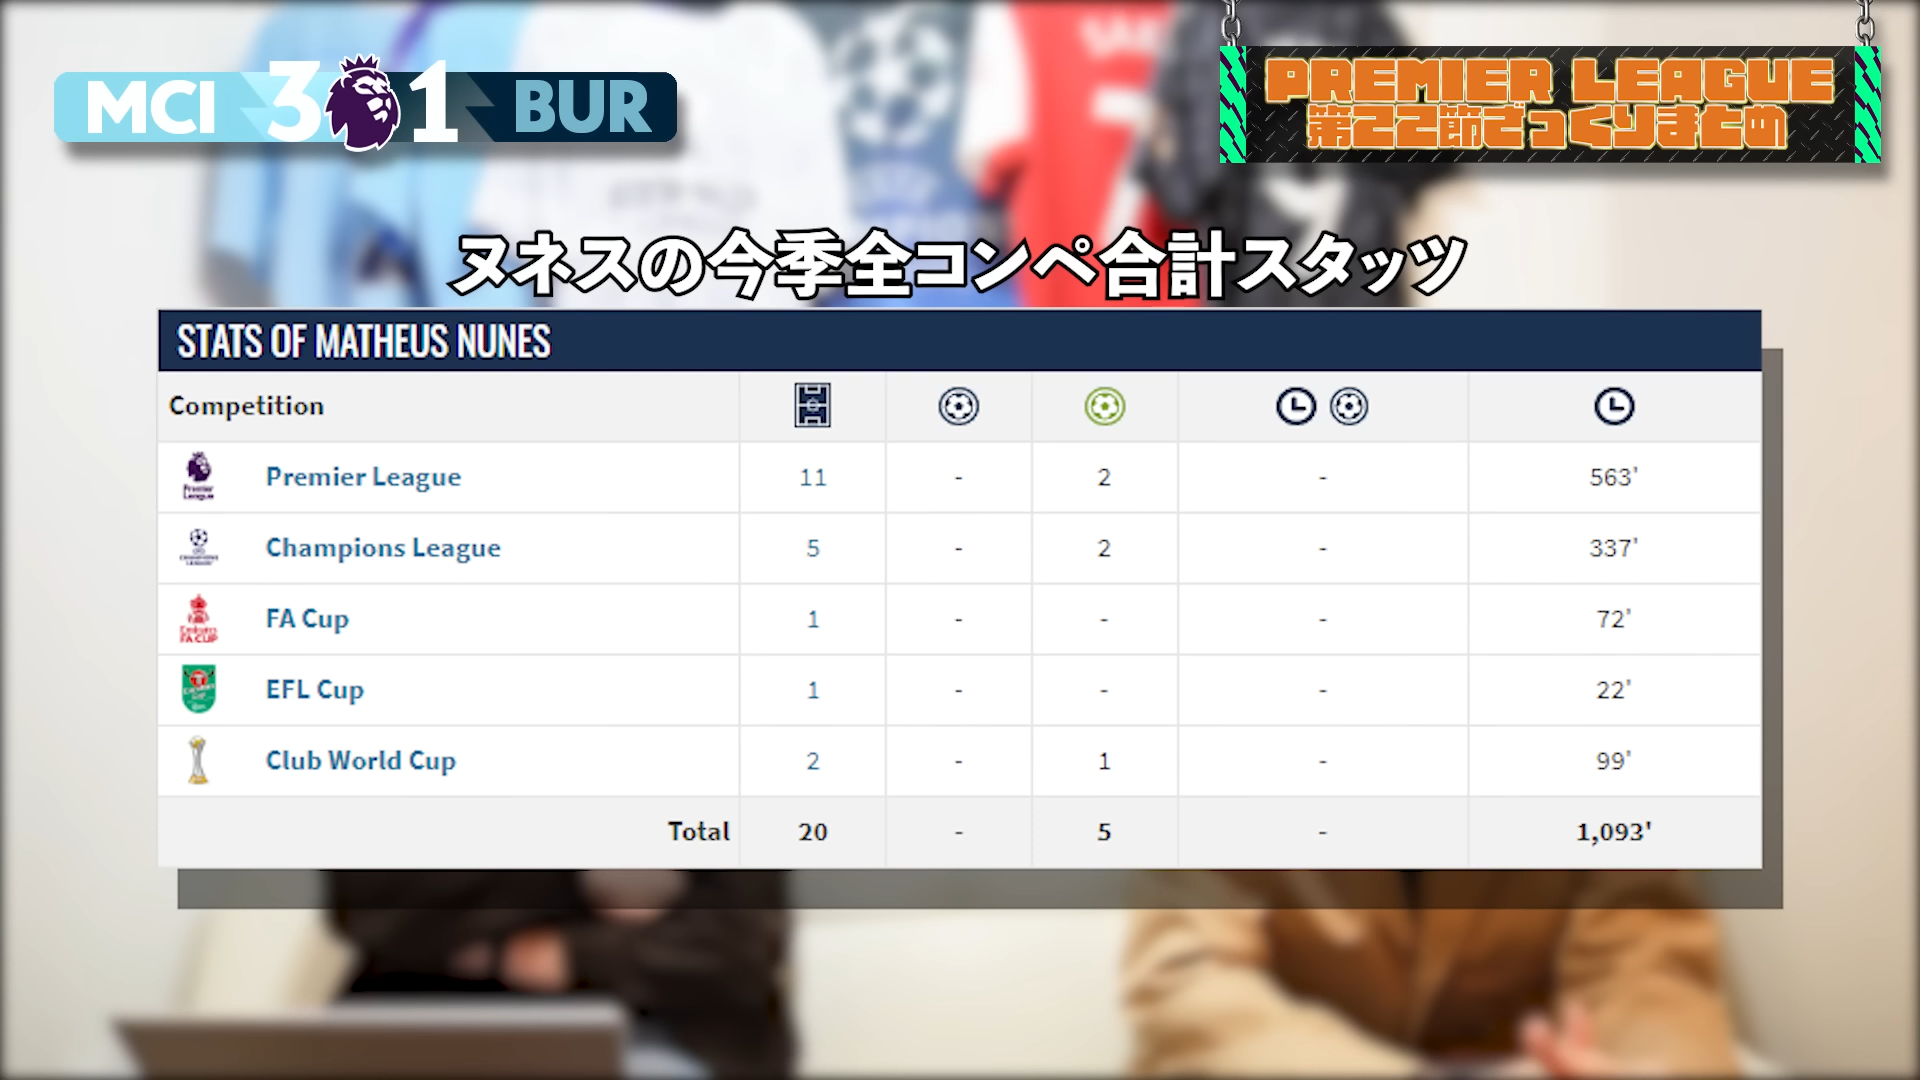 MCI 3 1 BUR
PREMIER LEAGUE
第22節ざっくりまとめ
ヌネスの今季全コンペ合計スタッツ
STATS OF MATHEUS NUNES
Competition
Premier League 11 - 2 - 563'
Champions League 5 - 2 - 337'
FA Cup 1 - - - 72'
EFL Cup 1 - - - 22'
Club World Cup 2 - 1 - 99'
Total 20 - 5 - 1,093'